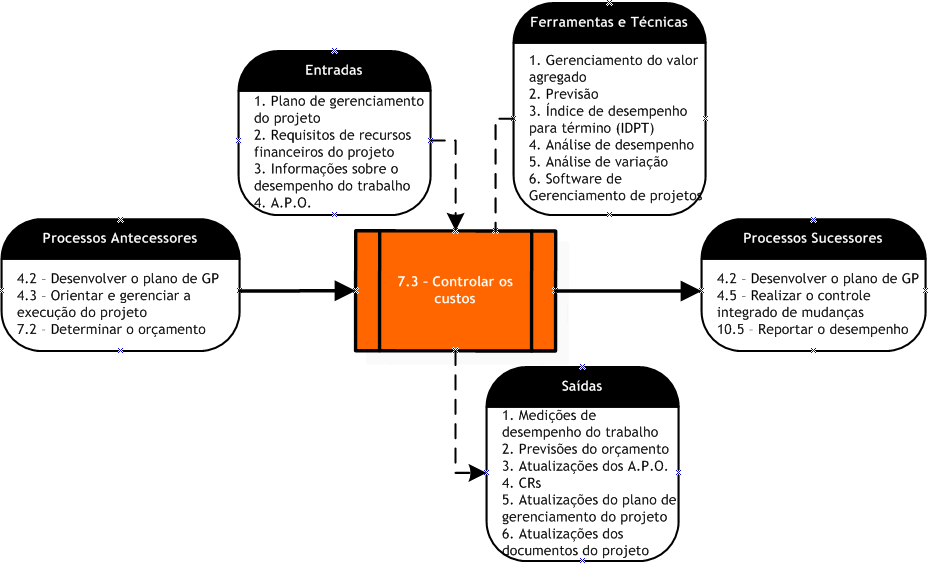 Ferramentas e Técnicas
1. Gerenciamento do valor
agregado
2. Previsão
3. Índice de desempenho
para término (IDPT)
4. Análise de desempenho
5. Análise de variação
6. Software de
Gerenciamento de projetos
Entradas
1. Plano de gerenciamento
do projeto
2. Requisitos de recursos
financeiros do projeto
3. Informações sobre o
desempenho do trabalho
4. A.P.O.
Processos Antecessores
4.2 – Desenvolver o plano de GP
4.3 – Orientar e gerenciar a
execução do projeto
7.2 – Determinar o orçamento
7.3 - Controlar os
custos
Processos Sucessores
4.2 – Desenvolver o plano de GP
4.5 – Realizar o controle
integrado de mudanças
10.5 – Reportar o desempenho
Saídas
1. Medições de
desempenho do trabalho
2. Previsões do orçamento
3. Atualizações dos A.P.O.
4. CRs
5. Atualizações do plano de
gerenciamento do projeto
6. Atualizações dos
documentos do projeto